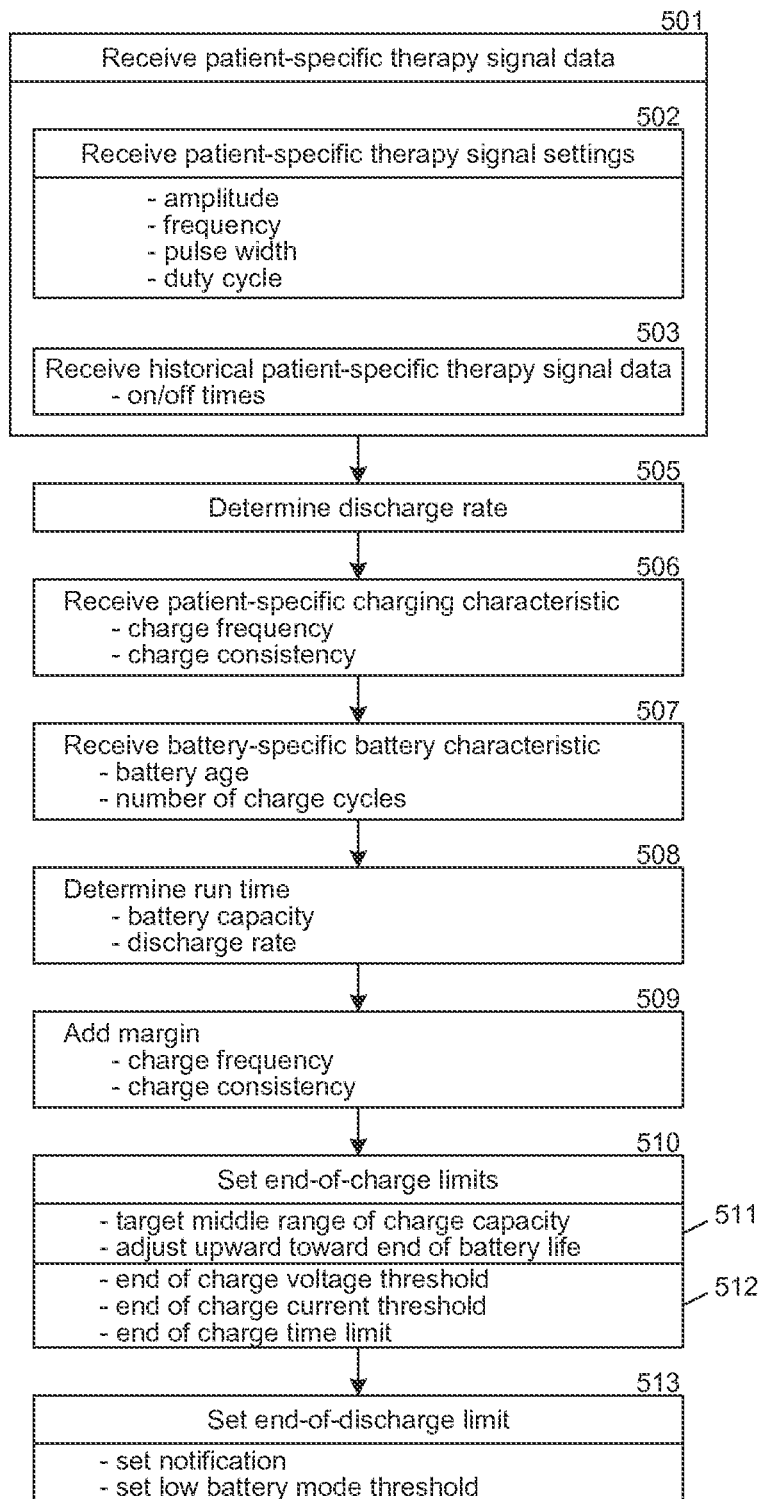 501
Receive patient-specific therapy signal data
502
Receive patient-specific therapy signal settings
- amplitude
- frequency
- pulse width
- duty cycle
503
Receive historical patient-specific therapy signal data
- on/off times
505
Determine discharge rate
506
Receive patient-specific charging characteristic
- charge frequency
- charge consistency
507
Receive battery-specific battery characteristic
- battery age
- number of charge cycles
508
Determine run time
- battery capacity
- discharge rate
509
Add margin
- charge frequency
- charge consistency
510
Set end-of-charge limits
- target middle range of charge capacity
- adjust upward toward end of battery life
511
- end of charge voltage threshold
- end of charge current threshold
- end of charge time limit
512
513
Set end-of-discharge limit
- set notification
- set low battery mode threshold